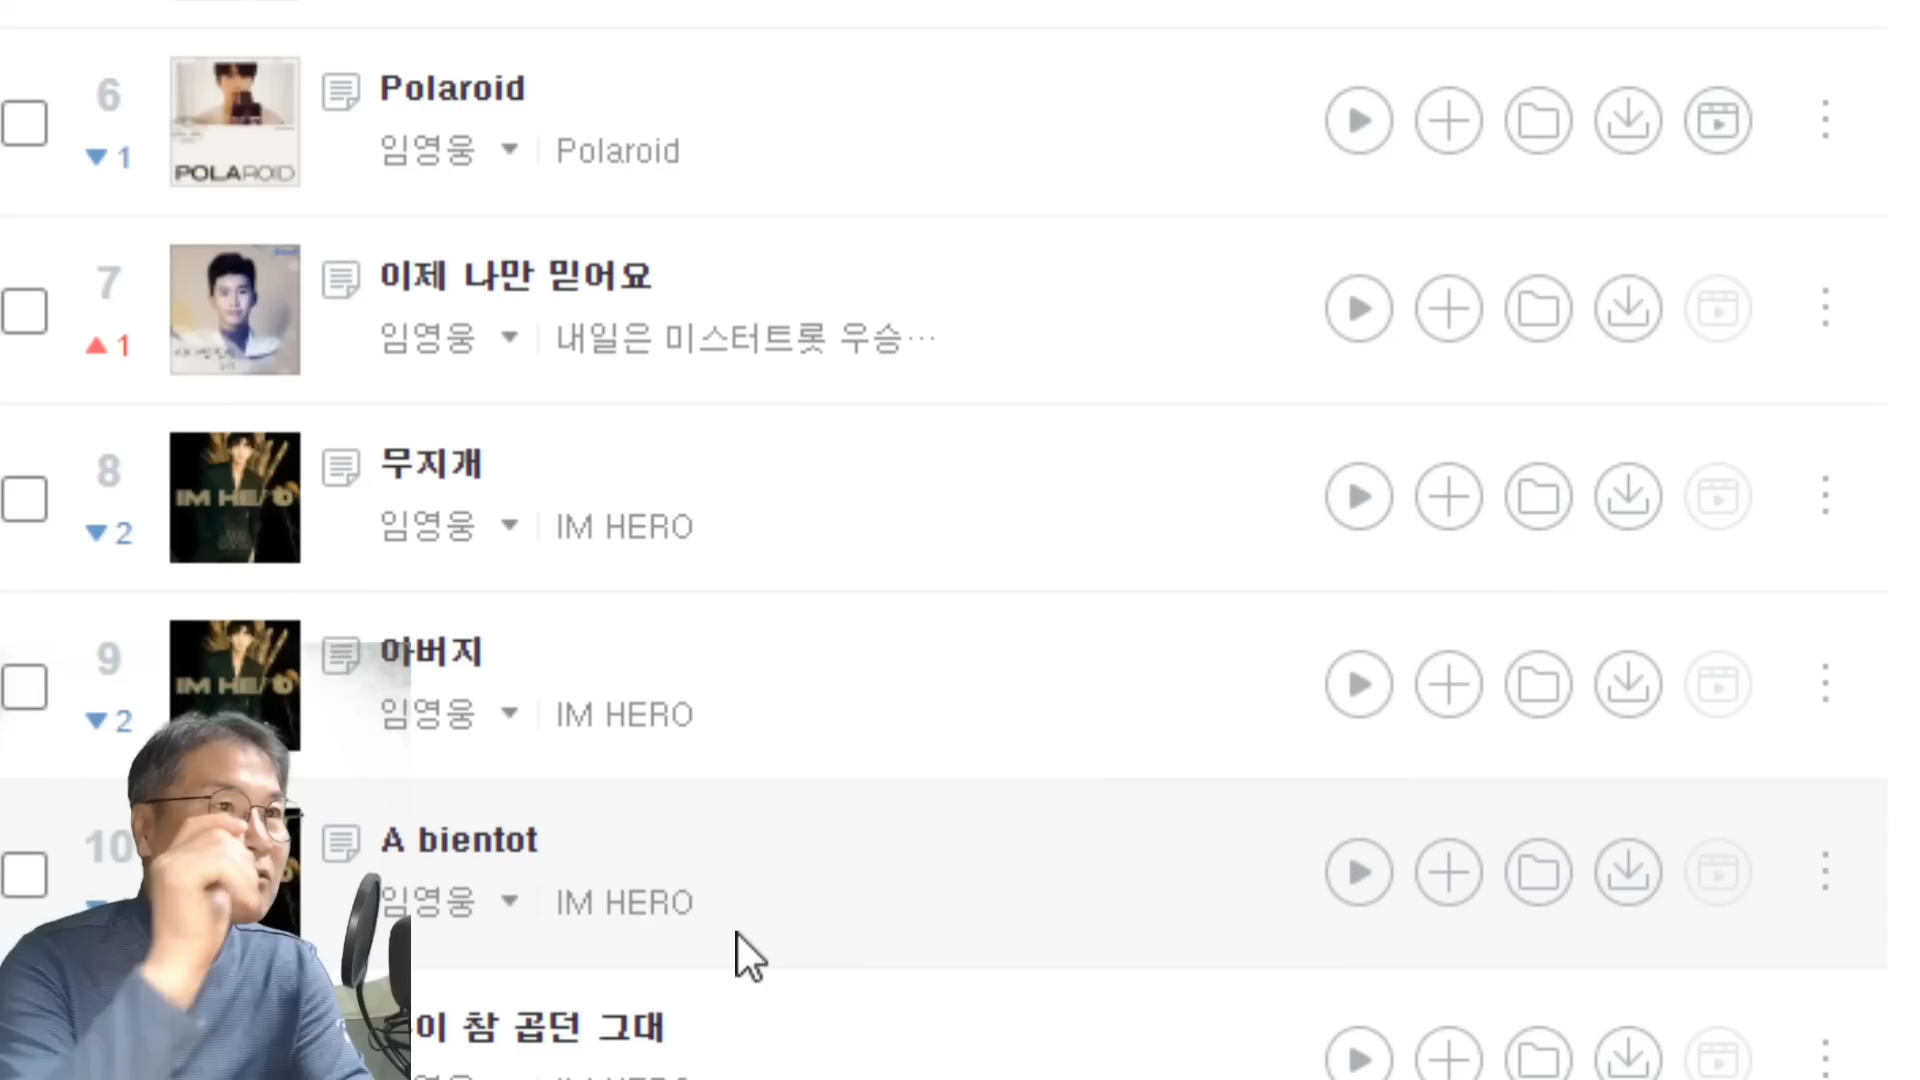 6
Polaroid
▼ 1
임영웅 ▼ Polaroid
POLAROID
7
이제 나만 믿어요
▲ 1
임영웅 ▼ 내일은 미스터트롯 우승…
8
무지개
IM HERO
▼ 2
임영웅 ▼ IM HERO
9
아버지
IM HERO
▼ 2
임영웅 ▼ IM HERO
10
A bientot
임영웅 ▼ IM HERO
이 참 곱던 그대